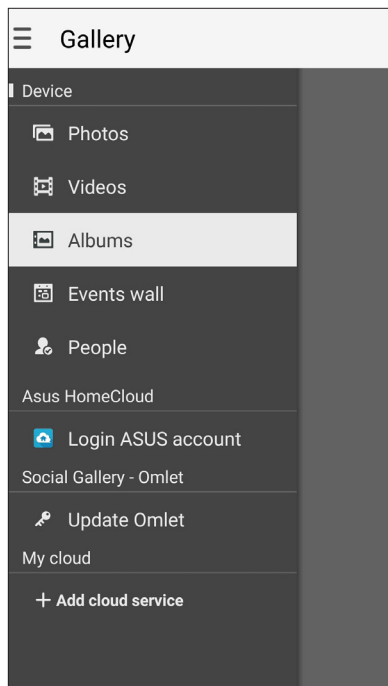 Gallery
Device
Photos
Videos
Albums
Events wall
People
Asus HomeCloud
Login ASUS account
Social Gallery - Omlet
Update Omlet
My cloud
+ Add cloud service